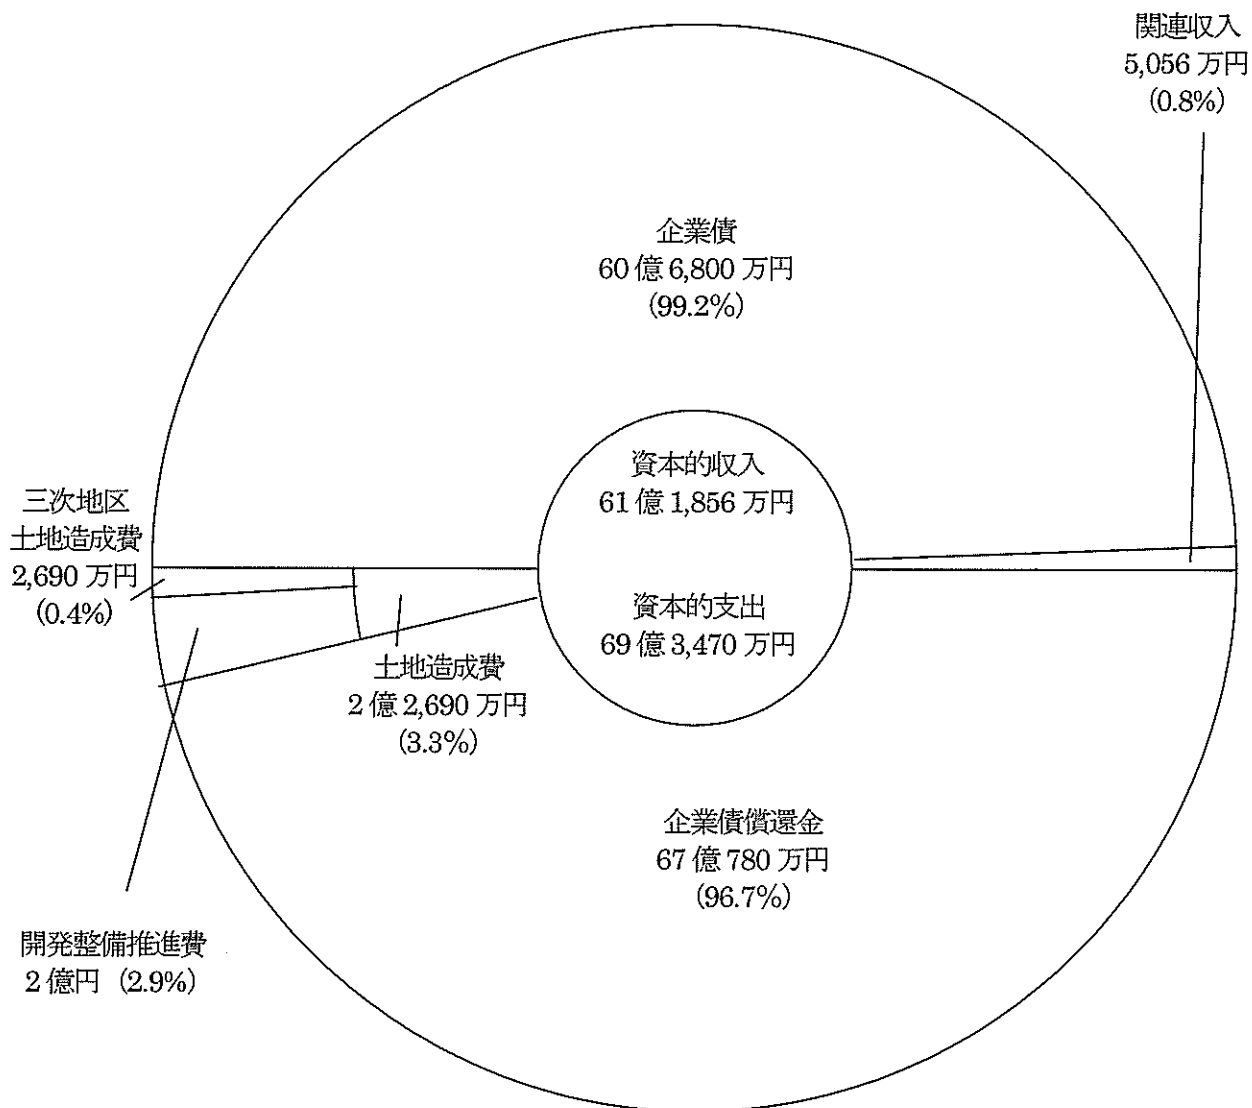 関連収入
5,056 万円
(0.8%)
企業債
60 億 6,800 万円
(99.2%)
資本的収入
61 億 1,856 万円
三次地区
土地造成費
2,690 万円
(0.4%)
資本的支出
69 億 3,470 万円
土地造成費
2 億 2,690 万円
(3.3%)
企業債償還金
67 億 780 万円
(96.7%)
開発整備推進費
2 億円 (2.9%)